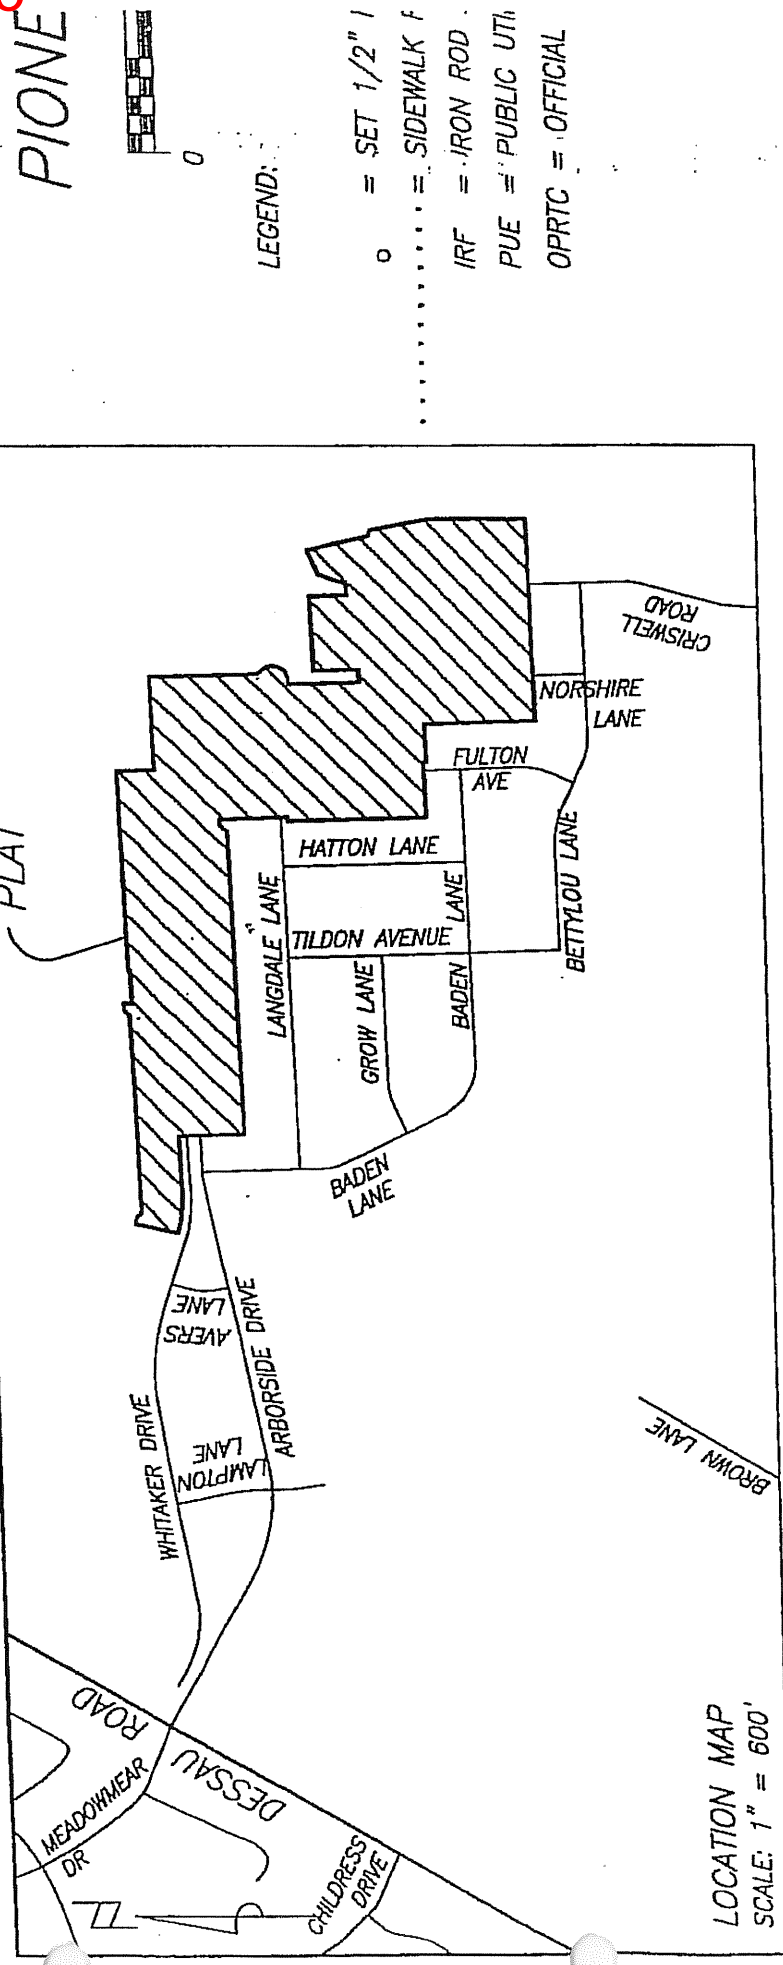 PIONE
0
LEGEND:
o = SET 1/2" I
......... = SIDEWALK
IRF = IRON ROD
PUE = PUBLIC UTI
OPRTC = OFFICIAL
PLAT
HATTON LANE
LANGDALE LANE
TILDON AVENUE
GROW LANE
BADEN LANE
BADEN
LANE
FULTON
AVE
NORSHIRE
LANE
CRISWELL
ROAD
BETTYLOU LANE
AVERS
LANE
ARBORSIDE DRIVE
WHITAKER DRIVE
LAMPTON
LANE
BROWN LANE
DESSAU ROAD
MEADOWMEAR
DR
CHILDRESS
DRIVE
LOCATION MAP
SCALE: 1" = 600'